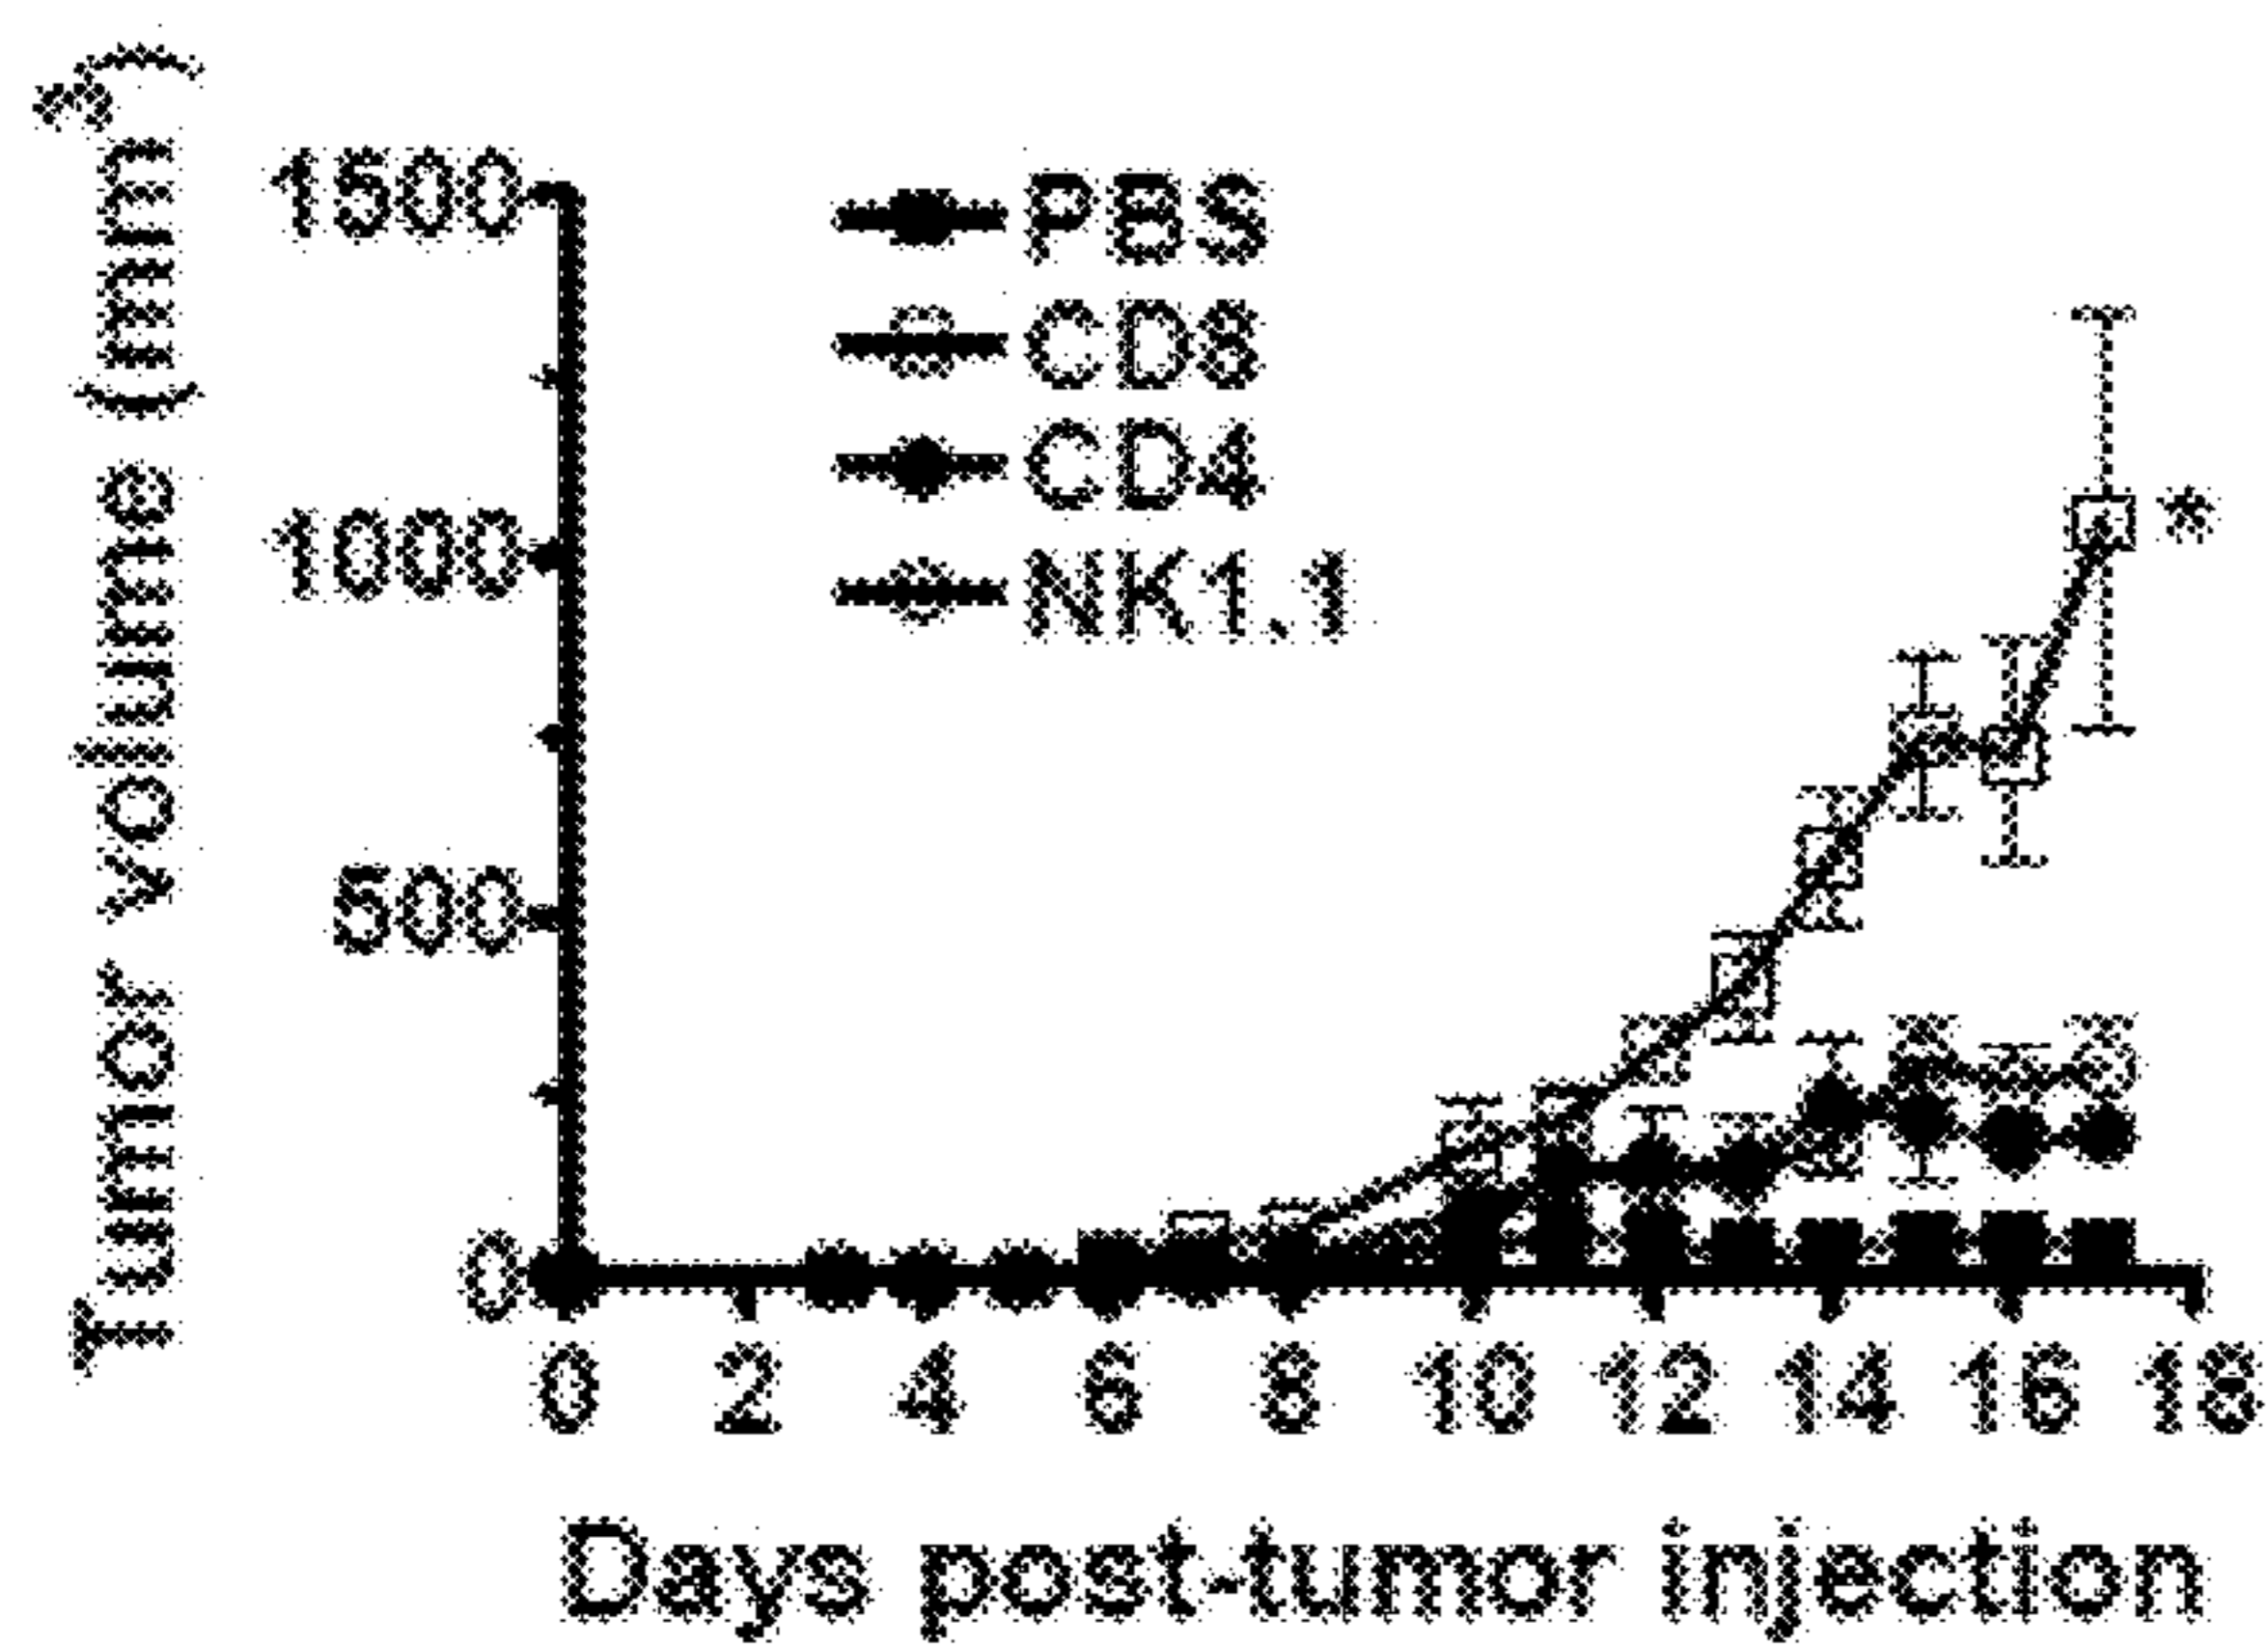 Tumor volume (mm³)
1500
1000
500
0
PBS
CD8
CD4
NK1.1
*
0 2 4 6 8 10 12 14 16 18
Days post-tumor injection